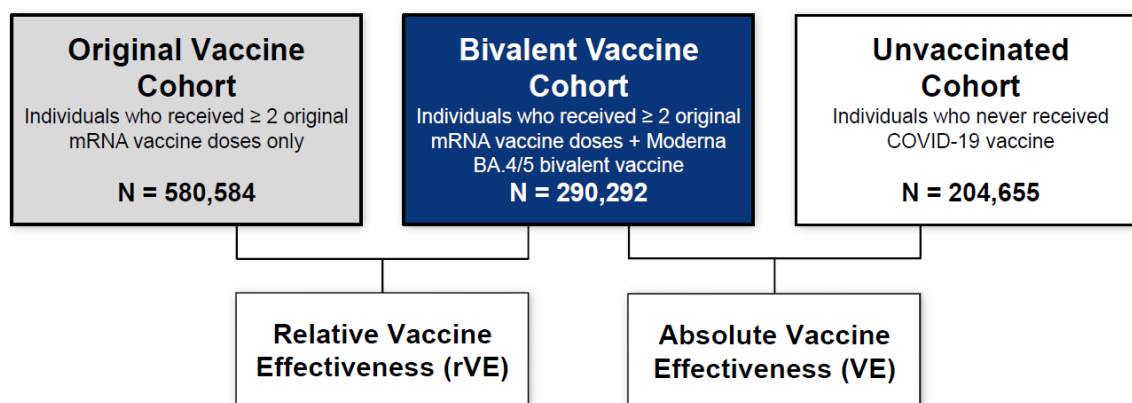 Original Vaccine
Cohort
Individuals who received ≥ 2 original
mRNA vaccine doses only
N = 580,584
Bivalent Vaccine
Cohort
Individuals who received ≥ 2 original
mRNA vaccine doses + Moderna
BA.4/5 bivalent vaccine
N = 290,292
Unvaccinated
Cohort
Individuals who never received
COVID-19 vaccine
N = 204,655
Relative Vaccine
Effectiveness (rVE)
Absolute Vaccine
Effectiveness (VE)